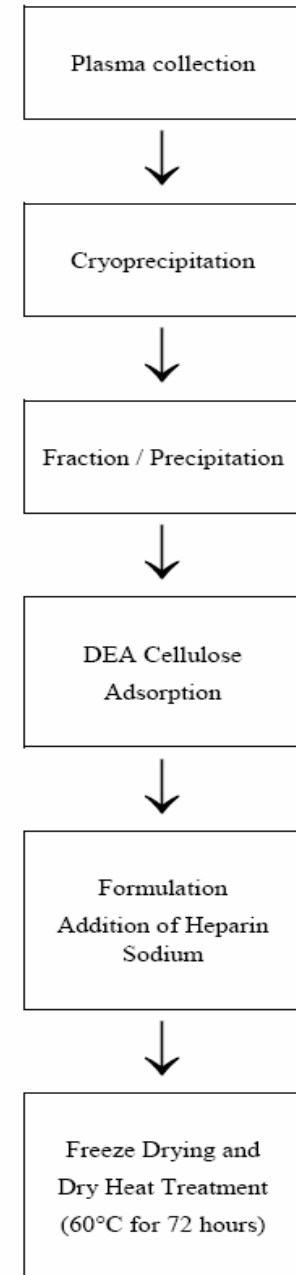 Plasma collection
Cryoprecipitation
Fraction / Precipitation
DEA Cellulose
Adsorption
Formulation
Addition of Heparin
Sodium
Freeze Drying and
Dry Heat Treatment
(60°C for 72 hours)